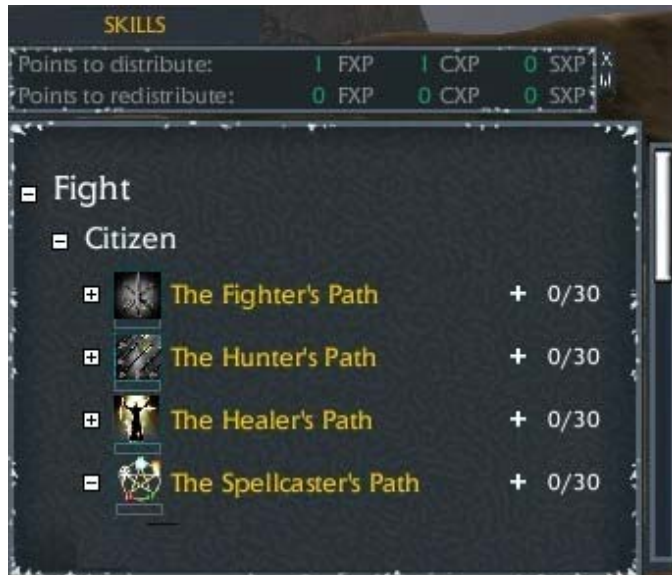 SKILLS
Points to distribute: 1 FXP 1 CXP 0 SXP
Points to redistribute: 0 FXP 0 CXP 0 SXP
Fight
Citizen
The Fighter's Path + 0/30
The Hunter's Path + 0/30
The Healer's Path + 0/30
The Spellcaster's Path + 0/30